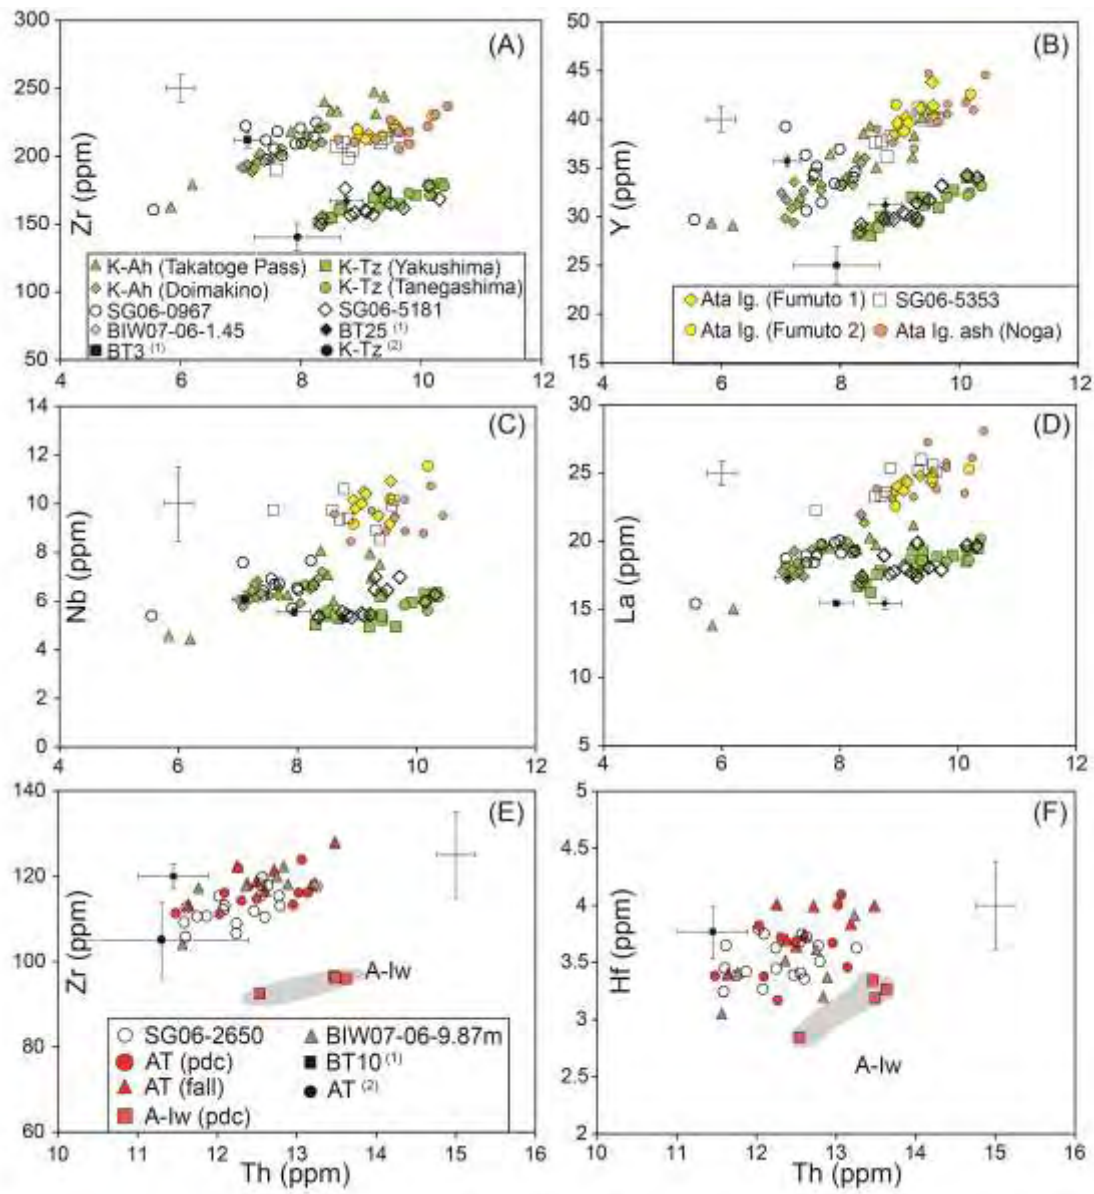 (A)
300
250
200
150
100
50
Zr (ppm)
4 6 8 10 12
K-Ah (Takatoge Pass)
K-Ah (Doimakino)
SG06-0967
BIW07-06-1.45
BT3 (1)
K-Tz (Yakushima)
K-Tz (Tanegashima)
SG06-5181
BT25 (1)
K-Tz (2)
(B)
50
45
40
35
30
25
20
15
Y (ppm)
4 6 8 10 12
Ata Ig. (Fumuto 1)
SG06-5353
Ata Ig. (Fumuto 2)
Ata Ig. ash (Noga)
(C)
14
12
10
8
6
4
2
0
Nb (ppm)
4 6 8 10 12
(D)
30
25
20
15
10
5
La (ppm)
4 6 8 10 12
(E)
140
120
100
80
60
Zr (ppm)
A-Iw
SG06-2650
AT (pdc)
AT (fall)
A-Iw (pdc)
BIW07-06-9.87m
BT10 (1)
AT (2)
10 11 12 13 14 15 16
Th (ppm)
(F)
5
4.5
4
3.5
3
2.5
2
Hf (ppm)
A-Iw
10 11 12 13 14 15 16
Th (ppm)